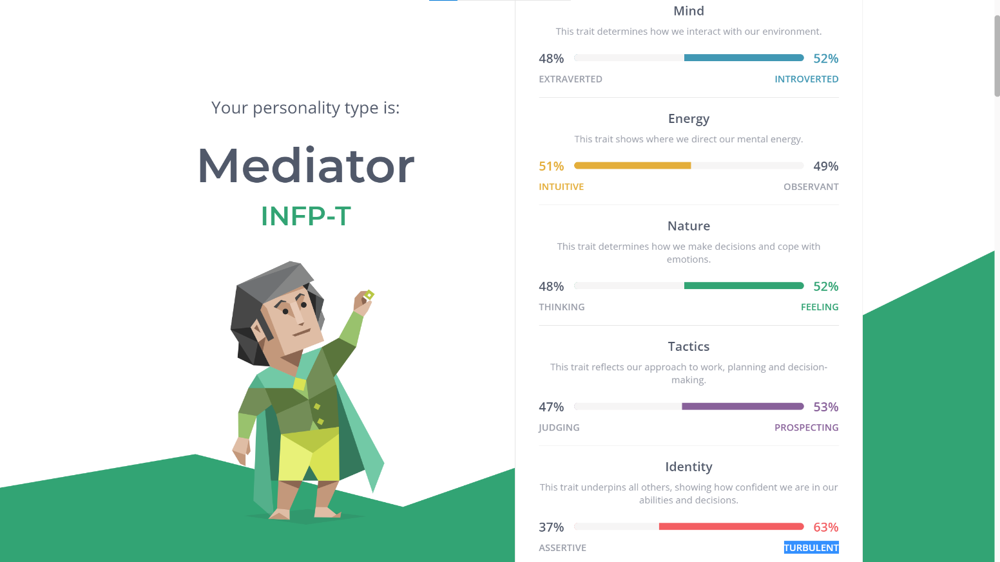 Your personality type is:
Mediator
INFP-T
Mind
This trait determines how we interact with our environment.
48% 52%
EXTRAVERTED INTROVERTED
Energy
This trait shows where we direct our mental energy.
51% 49%
INTUITIVE OBSERVANT
Nature
This trait determines how we make decisions and cope with
emotions.
48% 52%
THINKING FEELING
Tactics
This trait reflects our approach to work, planning and decision-
making.
47% 53%
JUDGING PROSPECTING
Identity
This trait underpins all others, showing how confident we are in our
abilities and decisions.
37% 63%
ASSERTIVE TURBULENT